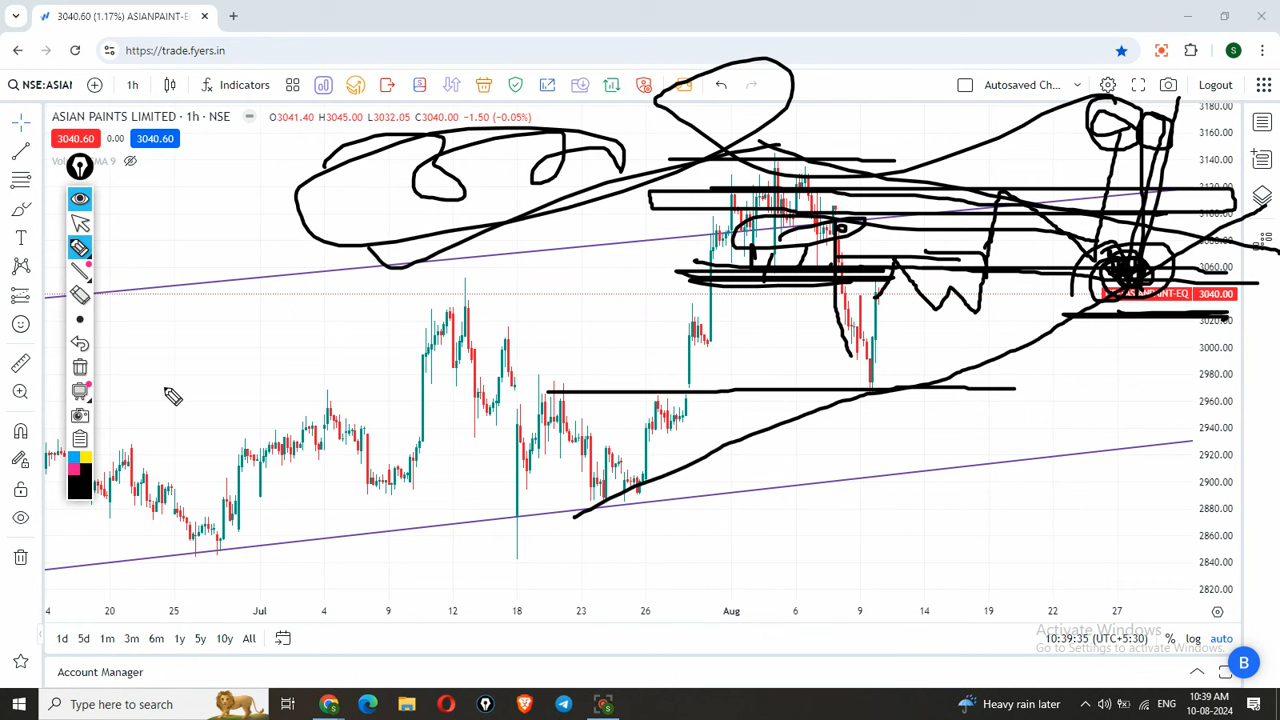 3040.60 (1.17%) ASIANPAINT-E
https://trade.fyers.in
S
NSE:ASIAI
1h
Indicators
Autosaved Ch...
Logout
ASIAN PAINTS LIMITED · 1h · NSE
O3041.40 H3045.00 L3032.05 C3040.00 −1.50 (−0.05%)
3040.60
0.00
3040.60
MA 9
3180.00
3160.00
3140.00
3100.00
3080.00
3060.00
3040.00
3000.00
2980.00
2960.00
2940.00
2920.00
2900.00
2880.00
2860.00
2840.00
2820.00
4
20
25
Jul
4
9
12
18
23
26
Aug
6
9
14
19
22
27
1d
5d
1m
3m
6m
1y
5y
10y
All
Activate Windows
Go to Settings to activate Windows.
10:39:35 (UTC+5:30)
%
log
auto
Account Manager
B
Type here to search
Heavy rain later
ENG
10:39 AM
10-08-2024